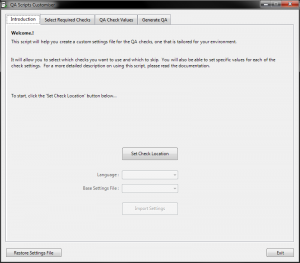 QA Scripts Customiser
Introduction
Select Required Checks
QA Check Values
Generate QA
Welcome.!
This script will help you create a custom settings file for the QA checks, one that is tailored for your environment.
It will allow you to select which checks you want to use and which to skip. You will also be able to set specific values for each of the
check settings. For a more detailed description on using this script, please read the documentation.
To start, click the 'Set Check Location' button below...
Set Check Location
Language :
Base Settings File :
Import Settings
Restore Settings File
Exit